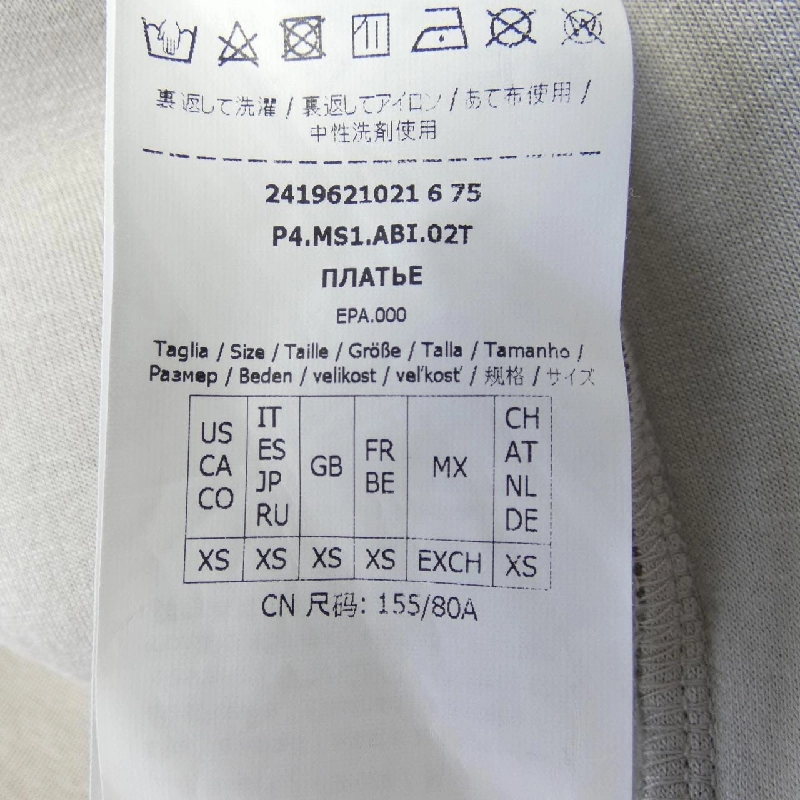 裏返して洗濯 / 裏返してアイロン / あて布使用 /
中性洗剤使用
2419621021 6 75
P4.MS1.ABI.02T
ПЛАТЬЕ
EPA.000
Taglia / Size / Taille / Größe / Talla / Tamanho /
Размер / Beden / velikost / veľkosť / 规格 / サイズ
US CA CO
IT ES JP RU
GB
FR BE
MX
CH AT NL DE
XS XS XS XS EXCH XS
CN 尺码: 155/80A